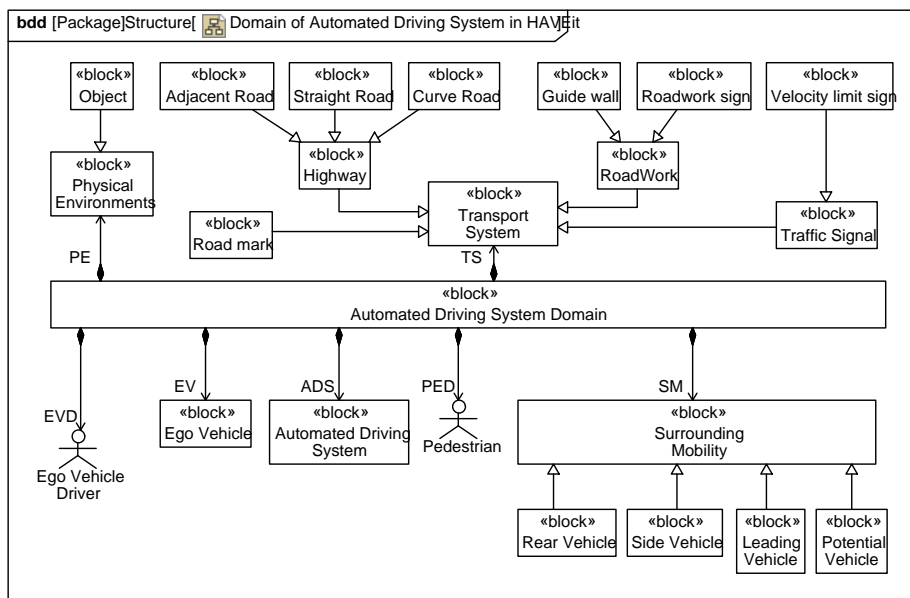 bdd [Package]Structure[ Domain of Automated Driving System in HAVEit ]
«block»
Object
«block»
Adjacent Road
«block»
Straight Road
«block»
Curve Road
«block»
Guide wall
«block»
Roadwork sign
«block»
Velocity limit sign
«block»
Physical
Environments
«block»
Highway
«block»
RoadWork
«block»
Transport
System
«block»
Road mark
«block»
Traffic Signal
PE
TS
«block»
Automated Driving System Domain
EVD
EV
ADS
PED
SM
Ego Vehicle
Driver
«block»
Ego Vehicle
«block»
Automated Driving
System
Pedestrian
«block»
Surrounding
Mobility
«block»
Rear Vehicle
«block»
Side Vehicle
«block»
Leading
Vehicle
«block»
Potential
Vehicle